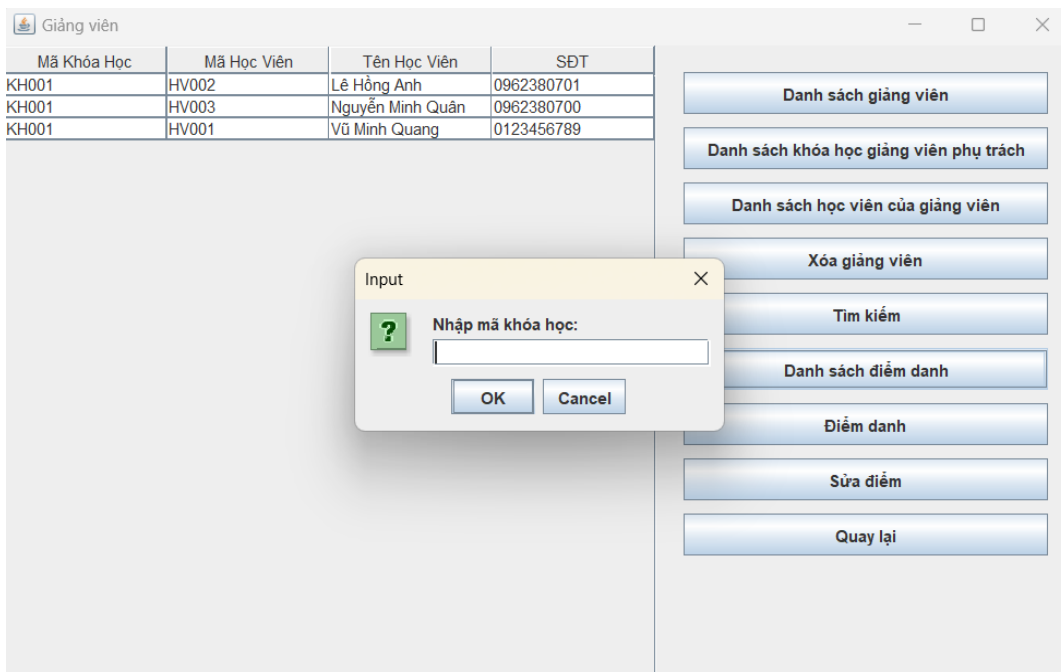 Giảng viên
Mã Khóa Học Mã Học Viên Tên Học Viên SĐT
KH001 HV002 Lê Hồng Anh 0962380701
KH001 HV003 Nguyễn Minh Quân 0962380700
KH001 HV001 Vũ Minh Quang 0123456789
Input
Nhập mã khóa học:
OK Cancel
Danh sách giảng viên
Danh sách khóa học giảng viên phụ trách
Danh sách học viên của giảng viên
Xóa giảng viên
Tìm kiếm
Danh sách điểm danh
Điểm danh
Sửa điểm
Quay lại